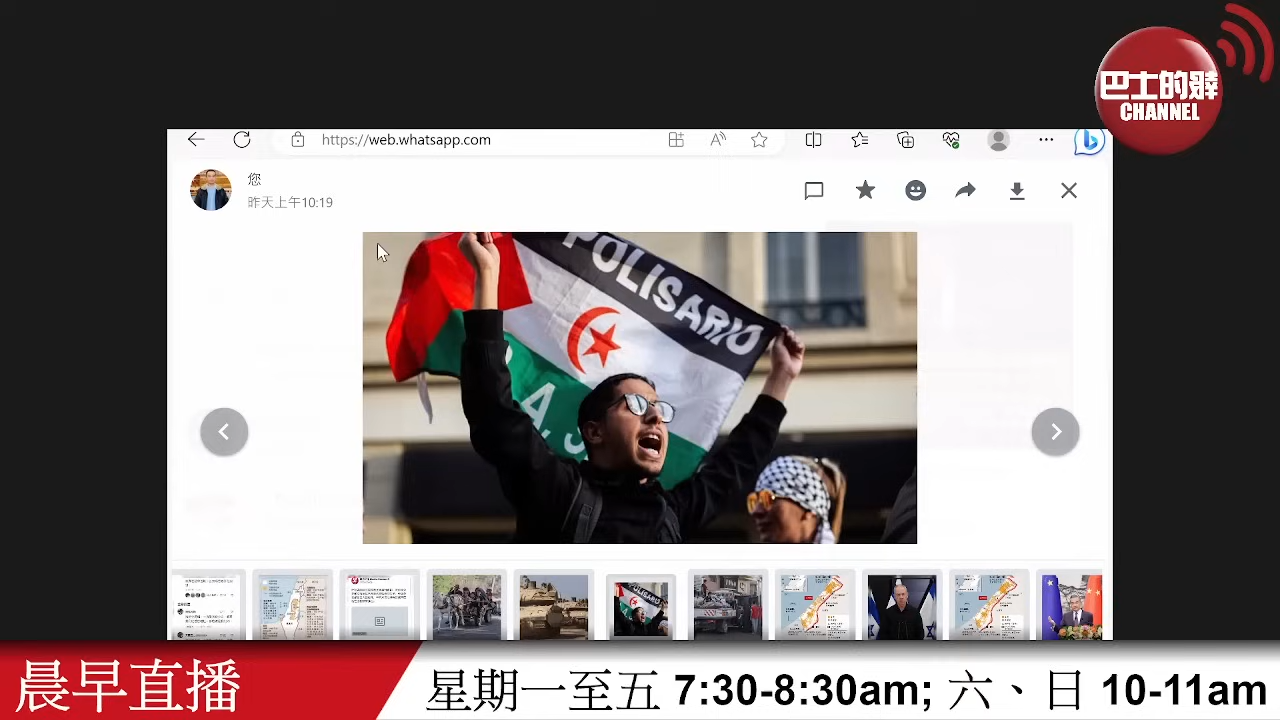 巴士的報
CHANNEL
https://web.whatsapp.com
您
昨天上午10:19
POLISARIO
晨早直播
星期一至五 7:30-8:30am; 六、日 10-11am